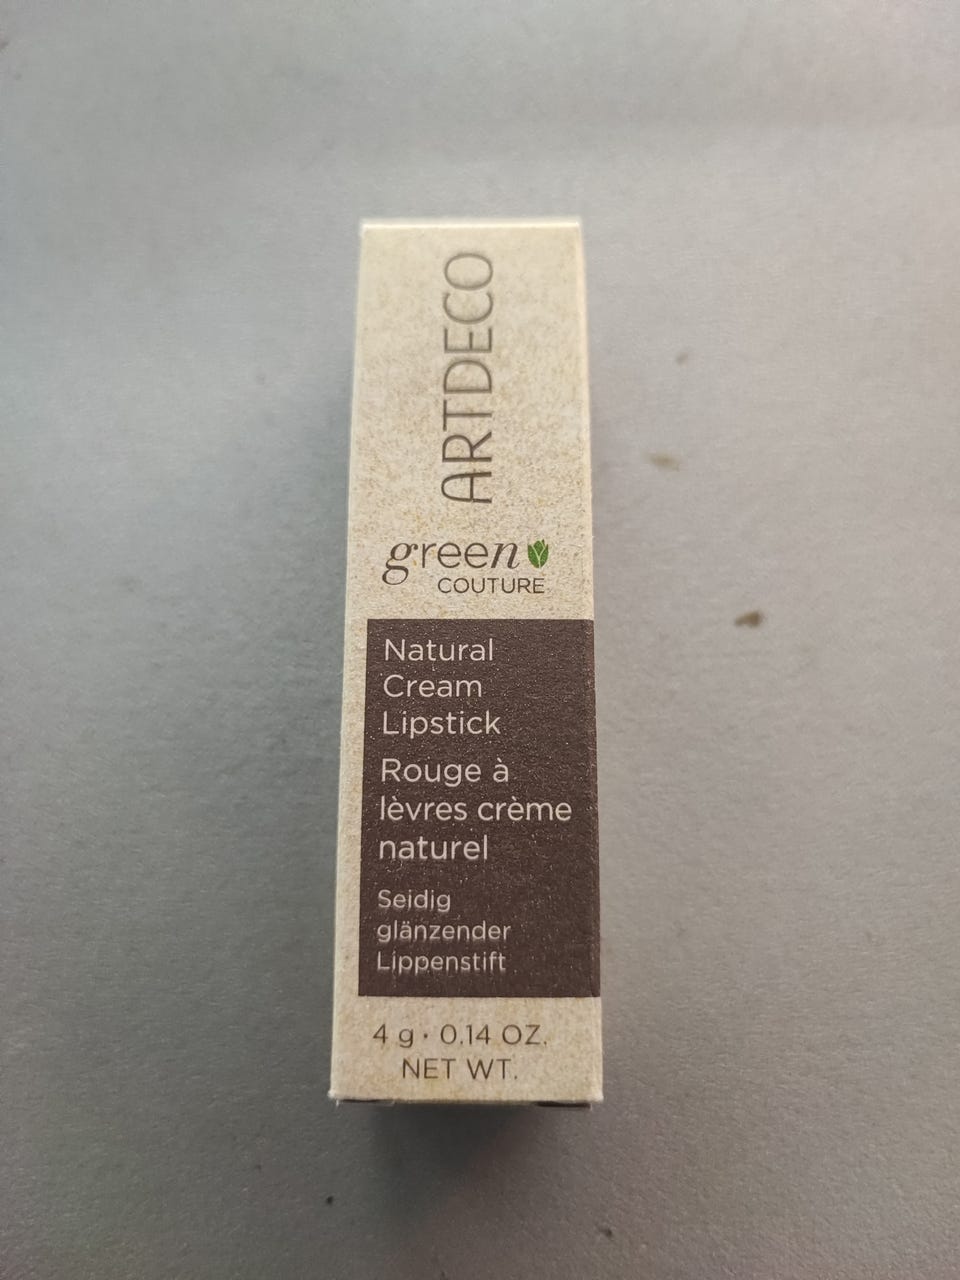 ARTDECO
green
COUTURE
Natural
Cream
Lipstick
Rouge à
lèvres crème
naturel
Seidig
glänzender
Lippenstift
4 g · 0.14 OZ.
NET WT.